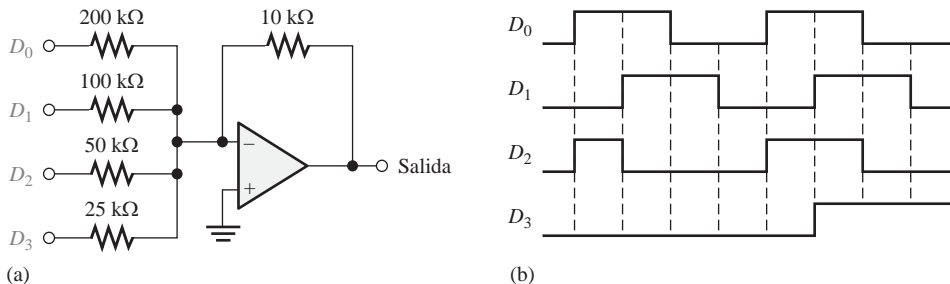 200 kΩ
10 kΩ
D0
100 kΩ
D1
50 kΩ
−
Salida
D2
+
25 kΩ
D3
(a)
D0
D1
D2
D3
(b)